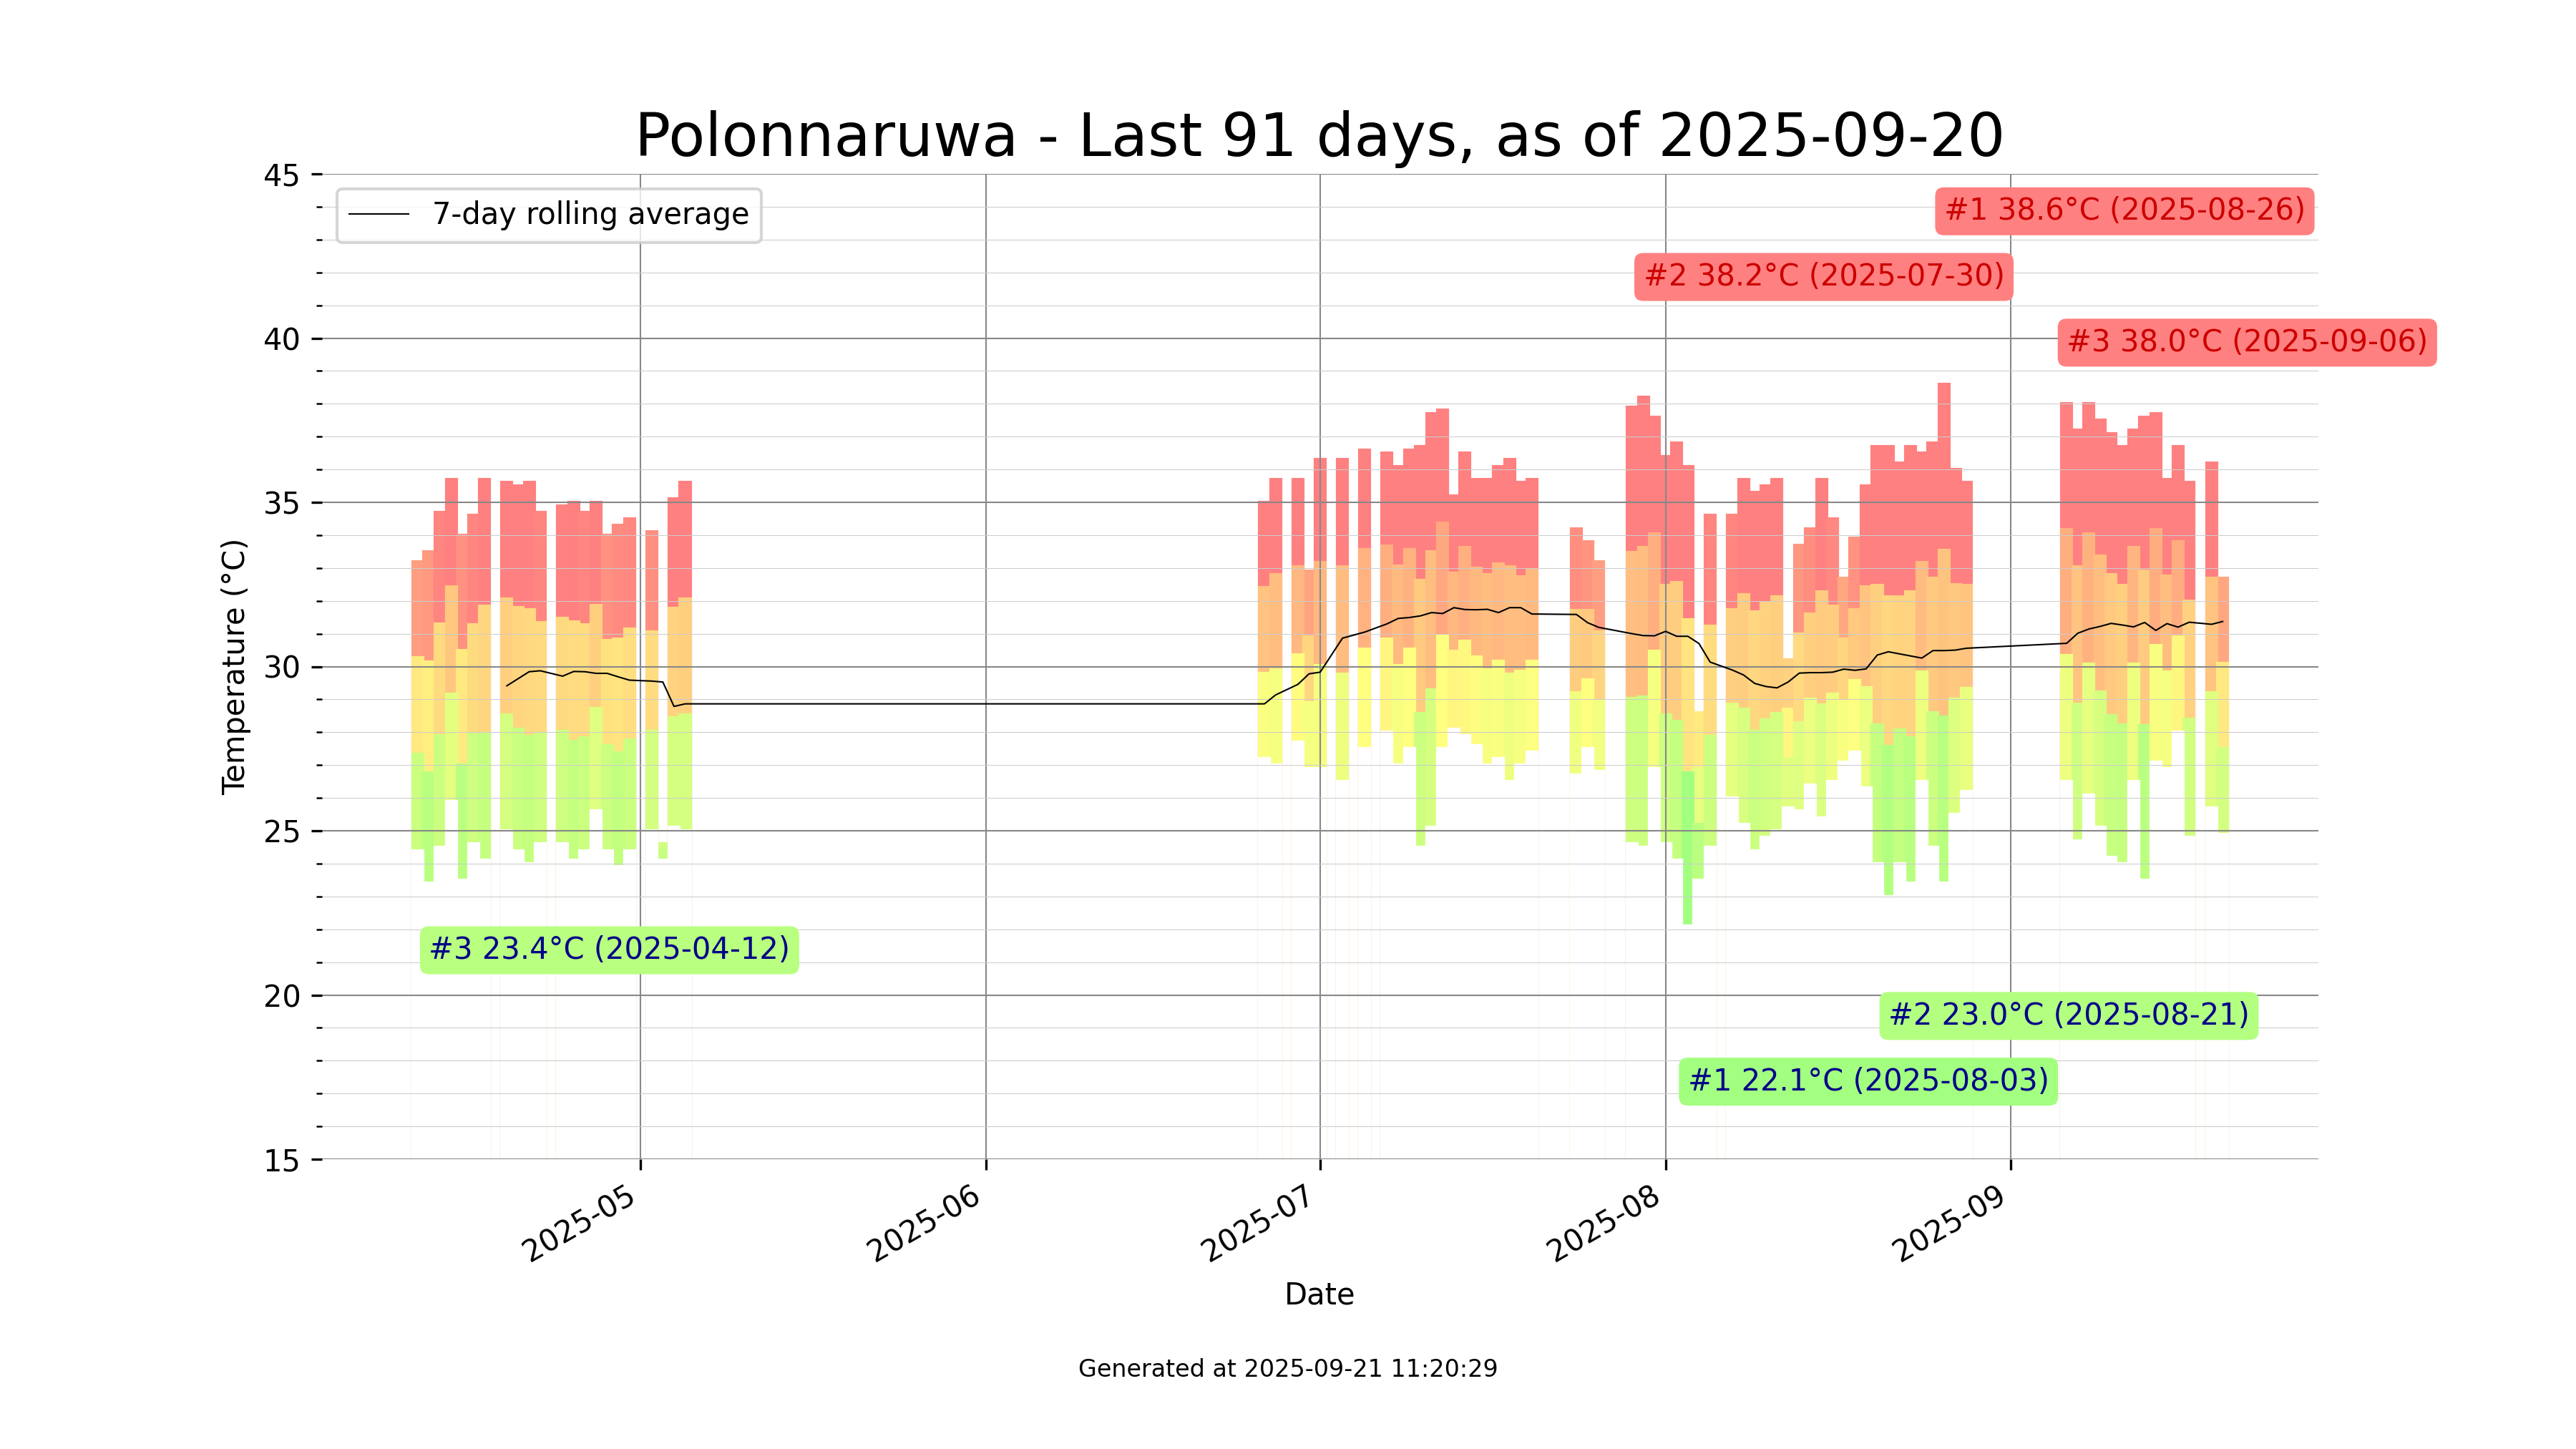 Polonnaruwa - Last 91 days, as of 2025-09-20
45
7-day rolling average
#1 38.6°C (2025-08-26)
#2 38.2°C (2025-07-30)
40
#3 38.0°C (2025-09-06)
35
Temperature (°C)
30
25
#3 23.4°C (2025-04-12)
20
#2 23.0°C (2025-08-21)
#1 22.1°C (2025-08-03)
15
2025-05
2025-06
2025-07
2025-08
2025-09
Date
Generated at 2025-09-21 11:20:29